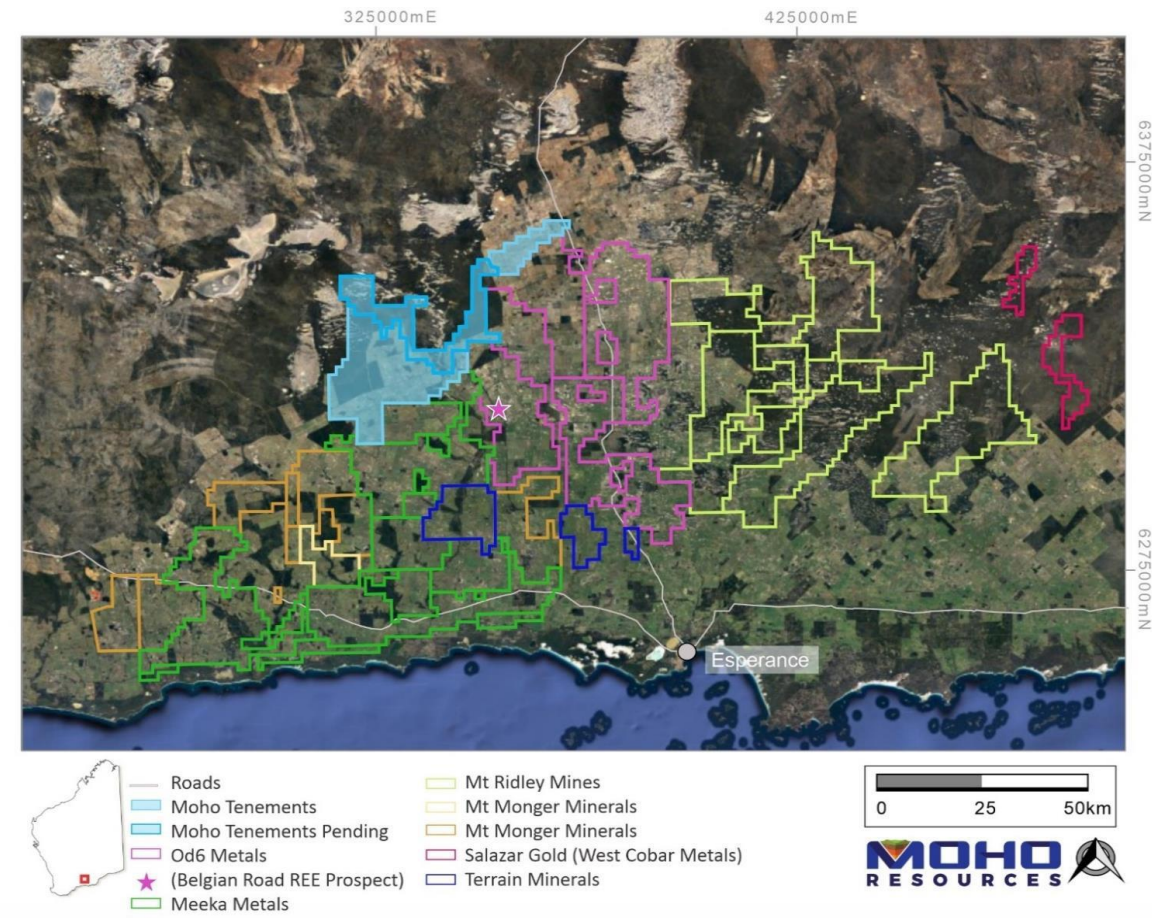 325000mE
425000mE
6375000mN
6275000mN
Esperance
Roads
Moho Tenements
Moho Tenements Pending
Od6 Metals
(Belgian Road REE Prospect)
Meeka Metals
Mt Ridley Mines
Mt Monger Minerals
Mt Monger Minerals
Salazar Gold (West Cobar Metals)
Terrain Minerals
0 25 50km
MOHO
RESOURCES